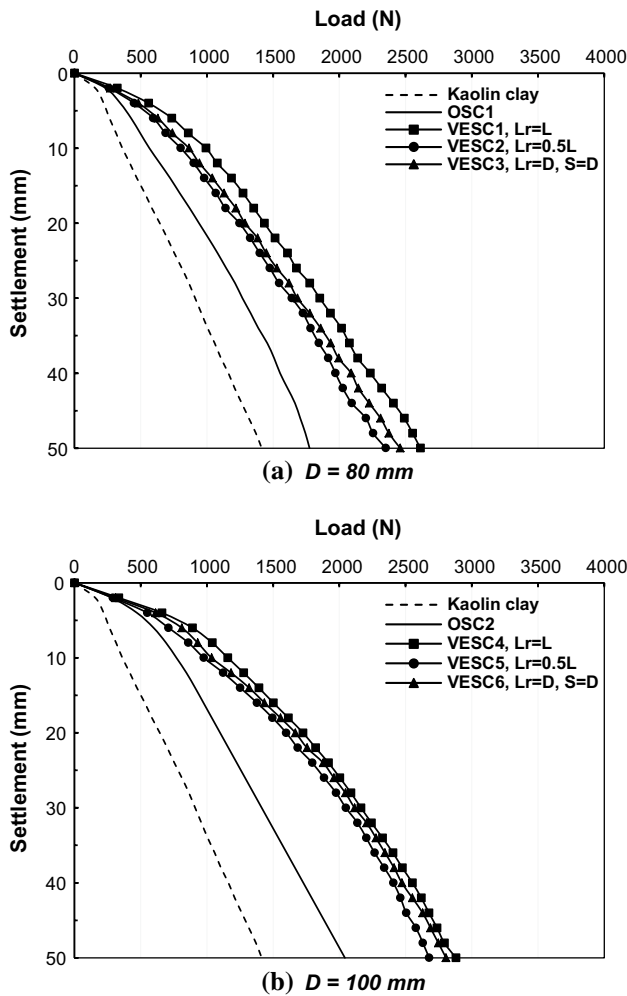 Load (N)
0 500 1000 1500 2000 2500 3000 3500 4000
0
10
20
30
40
50
Settlement (mm)
Kaolin clay
OSC1
VESC1, Lr=L
VESC2, Lr=0.5L
VESC3, Lr=D, S=D
(a) D = 80 mm
Load (N)
0 500 1000 1500 2000 2500 3000 3500 4000
0
10
20
30
40
50
Settlement (mm)
Kaolin clay
OSC2
VESC4, Lr=L
VESC5, Lr=0.5L
VESC6, Lr=D, S=D
(b) D = 100 mm